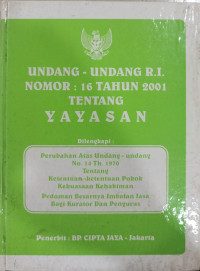 UNDANG - UNDANG R.I.
NOMOR : 16 TAHUN 2001
TENTANG
YAYASAN
Dilengkapi :
Perubahan Atas Undang - undang
No. 14 Th. 1970
Tentang
Ketentuan-ketentuan Pokok
Kekuasaan Kehakiman
Pedoman Besarnya Imbalan Jasa
Bagi Kurator Dan Pengurus
Penerbit : BP. CIPTA JAYA - Jakarta